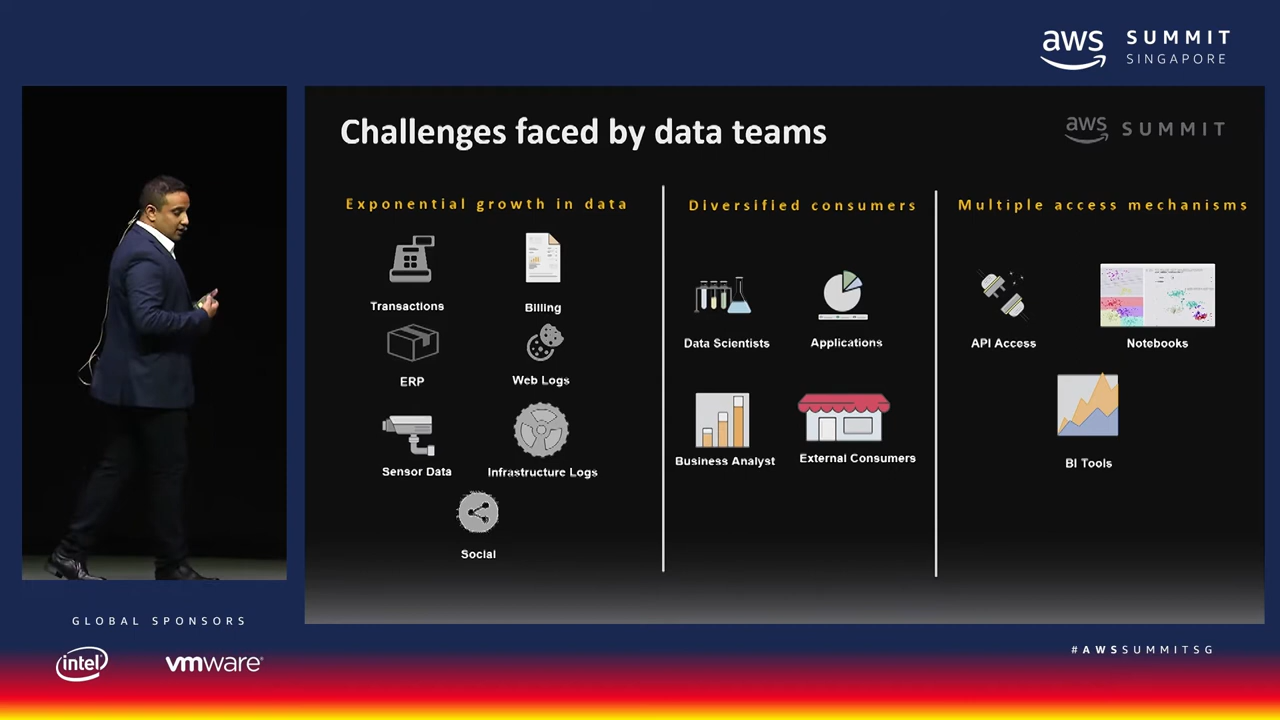 aws SUMMIT
SINGAPORE
Challenges faced by data teams
aws SUMMIT
Exponential growth in data
Transactions
Billing
ERP
Web Logs
Sensor Data
Infrastructure Logs
Social
Diversified consumers
Data Scientists
Applications
Business Analyst
External Consumers
Multiple access mechanisms
API Access
Notebooks
BI Tools
GLOBAL SPONSORS
intel
vmware
#AWSSUMMITSG